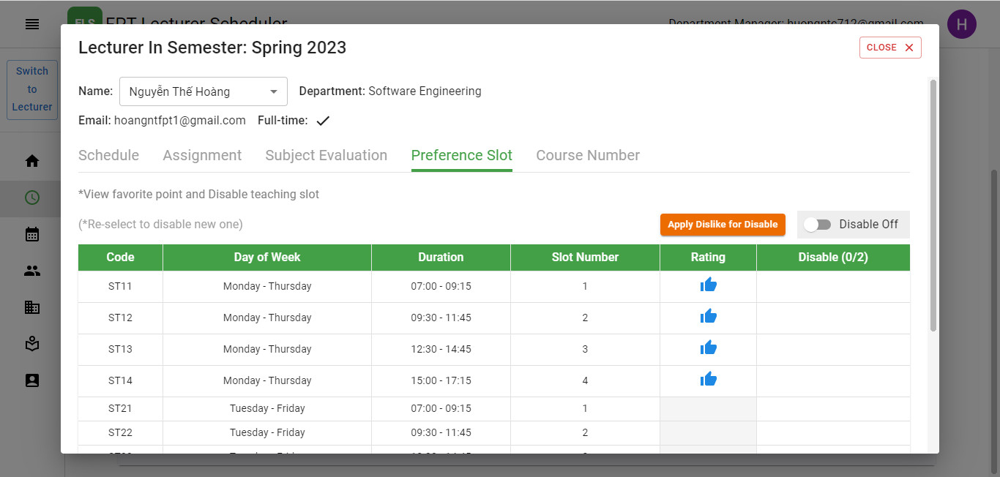 FLS FPT Lecturer Scheduler
Department Manager: huongntc712@gmail.com
H
Switch
to
Lecturer
Lecturer In Semester: Spring 2023
CLOSE
Name: Nguyễn Thế Hoàng Department: Software Engineering
Email: hoangntfpt1@gmail.com Full-time:
Schedule Assignment Subject Evaluation Preference Slot Course Number
*View favorite point and Disable teaching slot
(*Re-select to disable new one) Apply Dislike for Disable Disable Off
Code Day of Week Duration Slot Number Rating Disable (0/2)
ST11 Monday - Thursday 07:00 - 09:15 1
ST12 Monday - Thursday 09:30 - 11:45 2
ST13 Monday - Thursday 12:30 - 14:45 3
ST14 Monday - Thursday 15:00 - 17:15 4
ST21 Tuesday - Friday 07:00 - 09:15 1
ST22 Tuesday - Friday 09:30 - 11:45 2